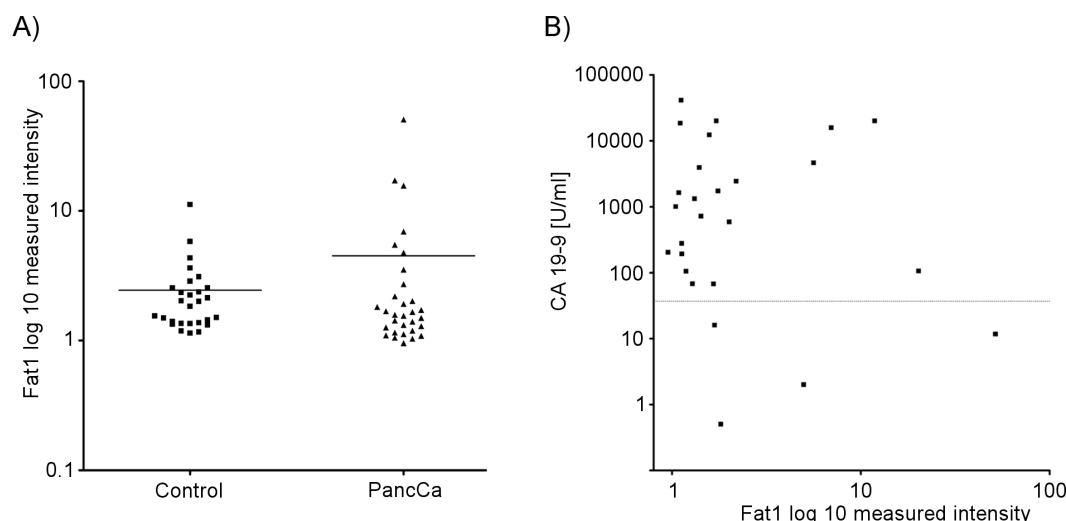 A)
Fat1 log 10 measured intensity
100
10
1
0.1
Control
PancCa
B)
CA 19-9 [U/ml]
100000
10000
1000
100
10
1
1
10
100
Fat1 log 10 measured intensity